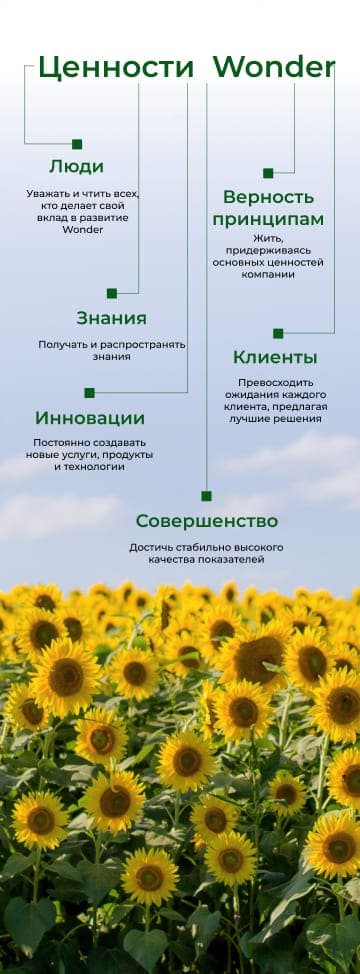 Ценности Wonder
Люди
Уважать и чтить всех,
кто делает свой
вклад в развитие
Wonder
Верность
принципам
Жить,
придерживаясь
основных ценностей
компании
Знания
Получать и распространять
знания
Клиенты
Превосходить
ожидания каждого
клиента, предлагая
лучшие решения
Инновации
Постоянно создавать
новые услуги, продукты
и технологии
Совершенство
Достичь стабильно высокого
качества показателей